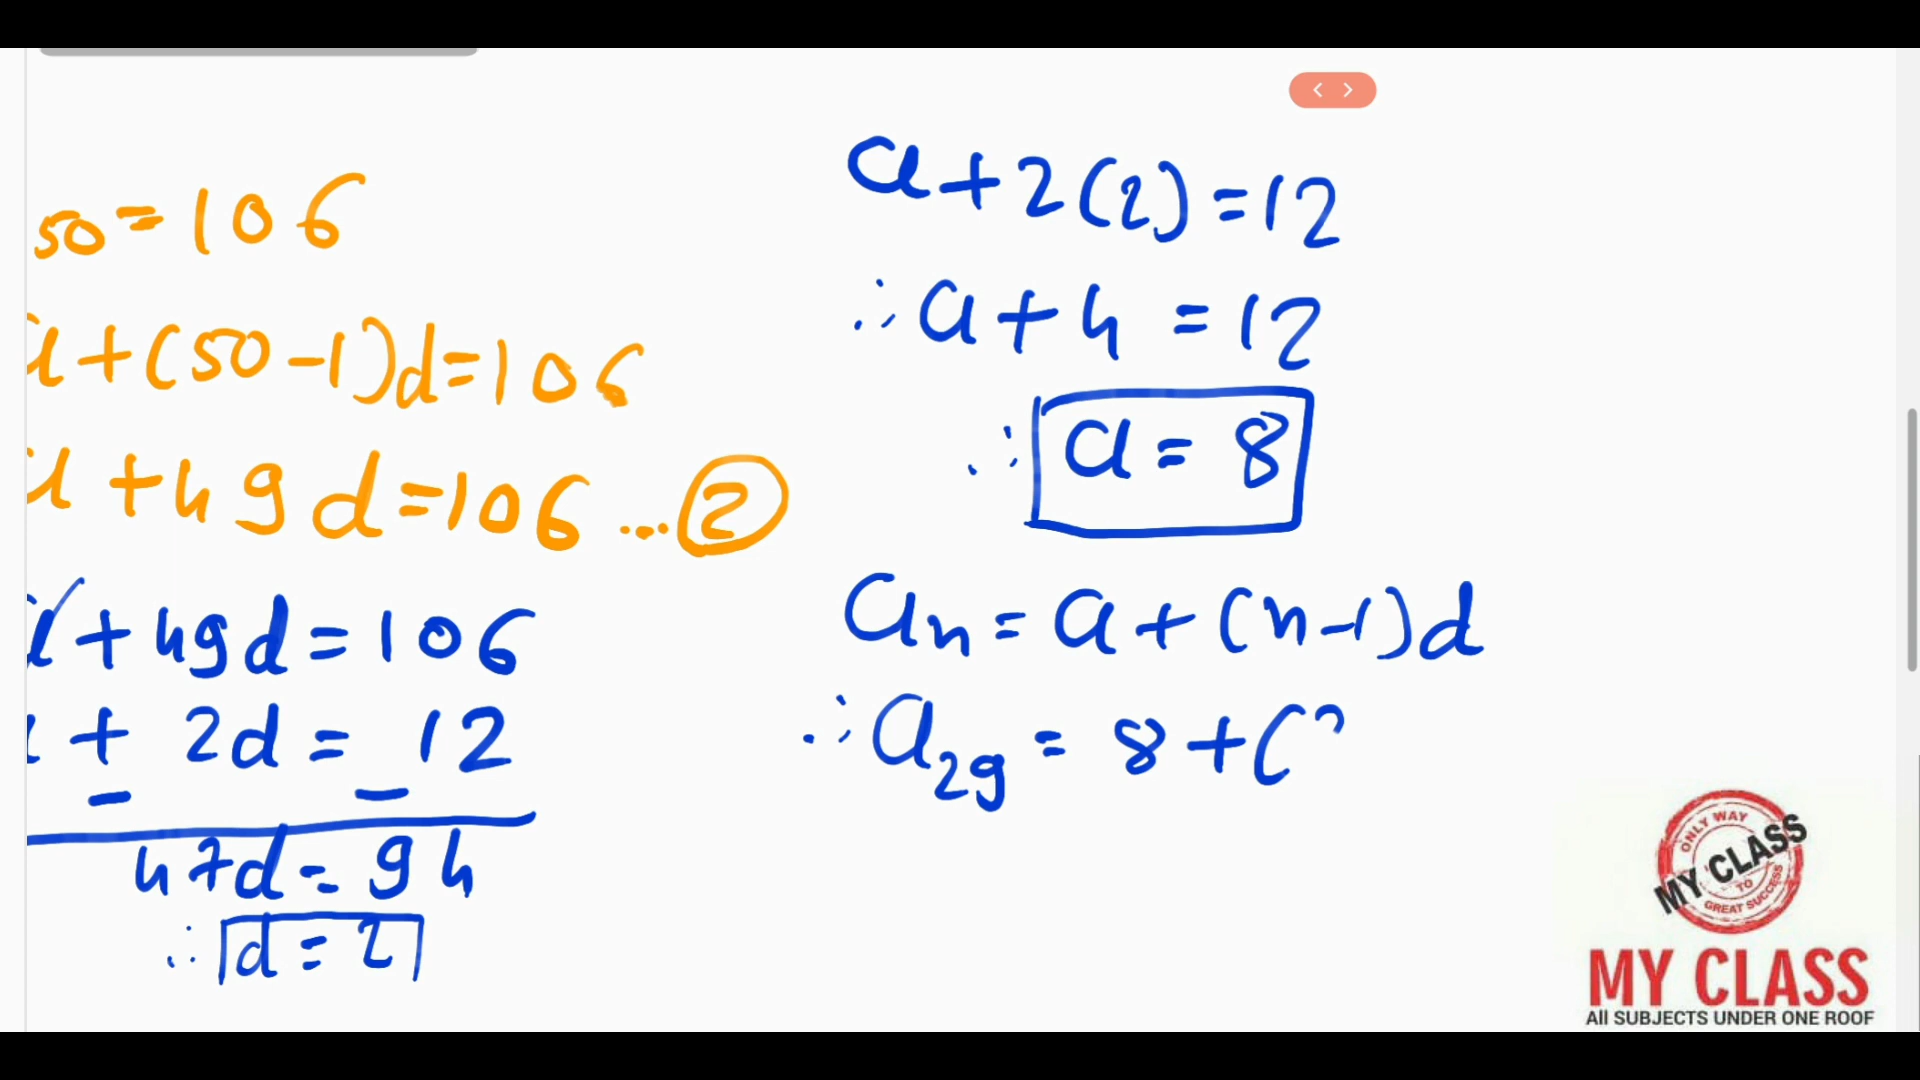 50 = 106
a + (50 - 1)d = 106
a + 49d = 106 ... ②
a + 49d = 106
a + 2d = 12
− −
47d = 94
∴ d = 2
a + 2(2) = 12
∴ a + 4 = 12
∴ a = 8
aₙ = a + (n - 1)d
∴ a₂₉ = 8 + (
ONLY WAY
MY CLASS
TO
GREAT SUCCESS
MY CLASS
All SUBJECTS UNDER ONE ROOF